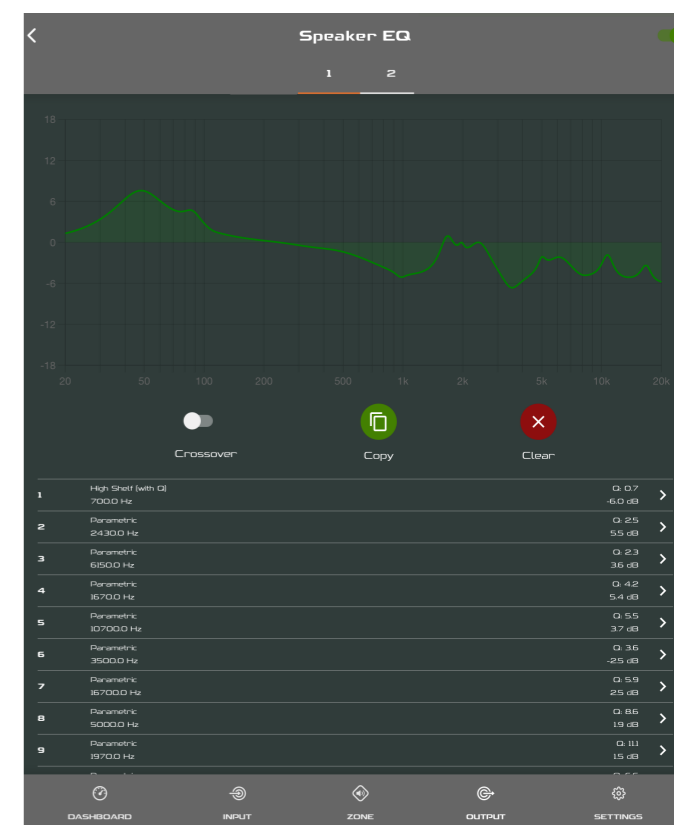 Speaker EQ
1 2
18
12
6
0
-6
-12
-18
20 50 100 200 500 1k 2k 5k 10k 20k
Crossover Copy Clear
1 High Shelf (with Q) Q: 0.7
700.0 Hz -6.0 dB
2 Parametric Q: 2.5
2430.0 Hz 5.5 dB
3 Parametric Q: 2.3
6150.0 Hz 3.6 dB
4 Parametric Q: 4.2
1670.0 Hz 5.4 dB
5 Parametric Q: 5.5
10700.0 Hz 3.7 dB
6 Parametric Q: 3.6
3500.0 Hz -2.5 dB
7 Parametric Q: 5.9
16700.0 Hz 2.5 dB
8 Parametric Q: 8.6
5000.0 Hz 1.9 dB
9 Parametric Q: 11.1
1970.0 Hz 1.5 dB
DASHBOARD INPUT ZONE OUTPUT SETTINGS